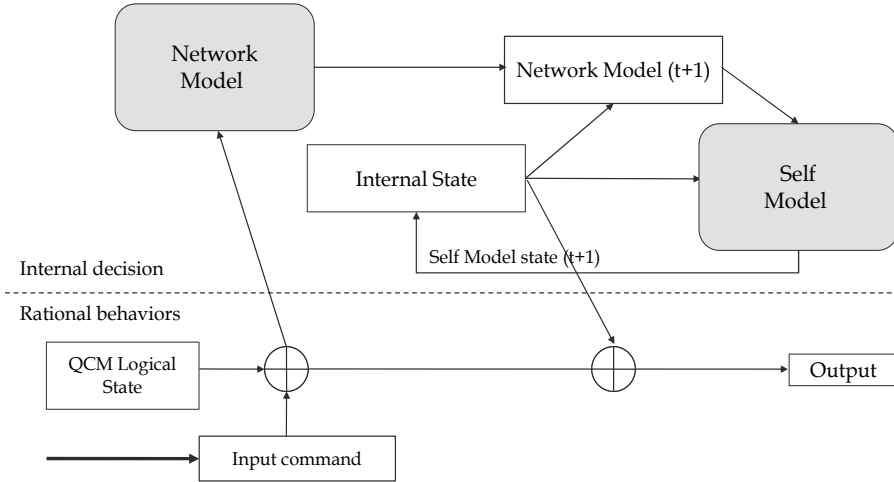 Network
Model
Network Model (t+1)
Internal State
Self
Model
Self Model state (t+1)
Internal decision
Rational behaviors
QCM Logical
State
Output
Input command